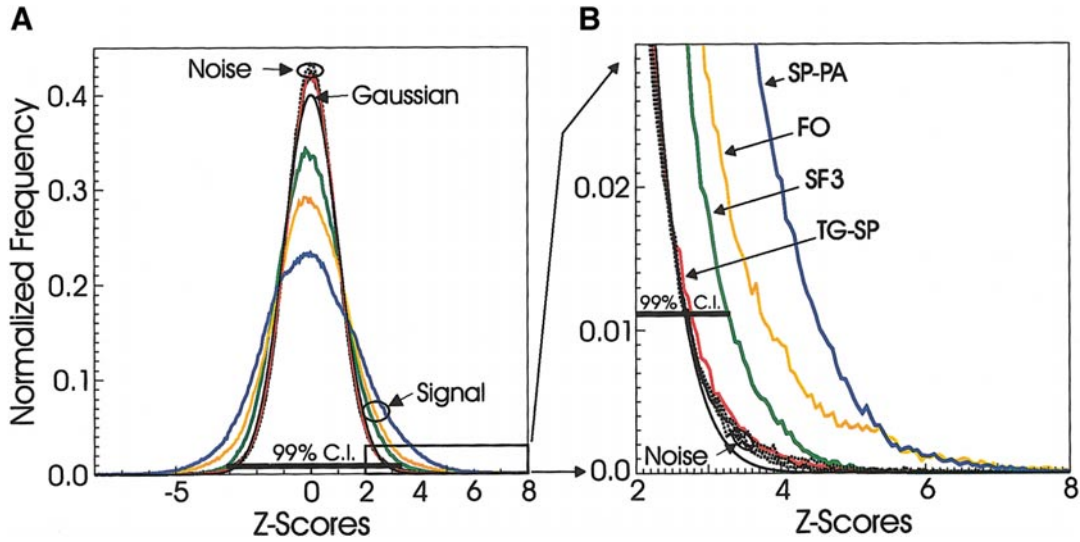 A
Noise
Gaussian
Signal
99% C.I.
Normalized Frequency
0.4
0.3
0.2
0.1
0.0
-5
0
2
4
6
8
Z-Scores
B
SP-PA
FO
SF3
TG-SP
99% C.I.
Noise
0.02
0.01
0.0
2
4
6
8
Z-Scores